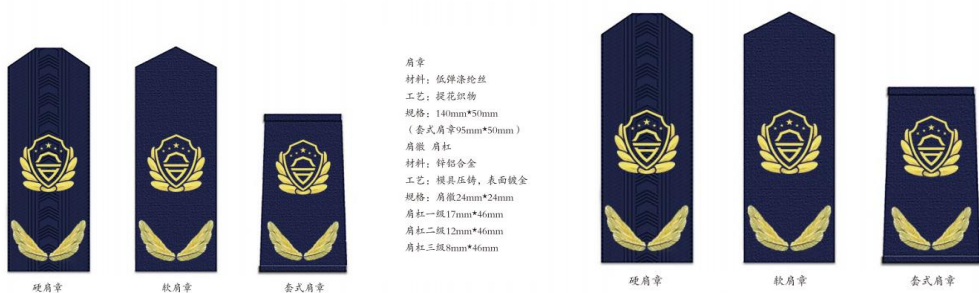 肩章
材料：低弹涤纶丝
工艺：提花织物
规格：140mm*50mm
（套式肩章95mm*50mm）
肩徽 肩杠
材料：锌铝合金
工艺：模具压铸，表面镀金
规格：肩徽24mm*24mm
肩杠一级17mm*46mm
肩杠二级12mm*46mm
肩杠三级8mm*46mm
硬肩章
软肩章
套式肩章
硬肩章
软肩章
套式肩章